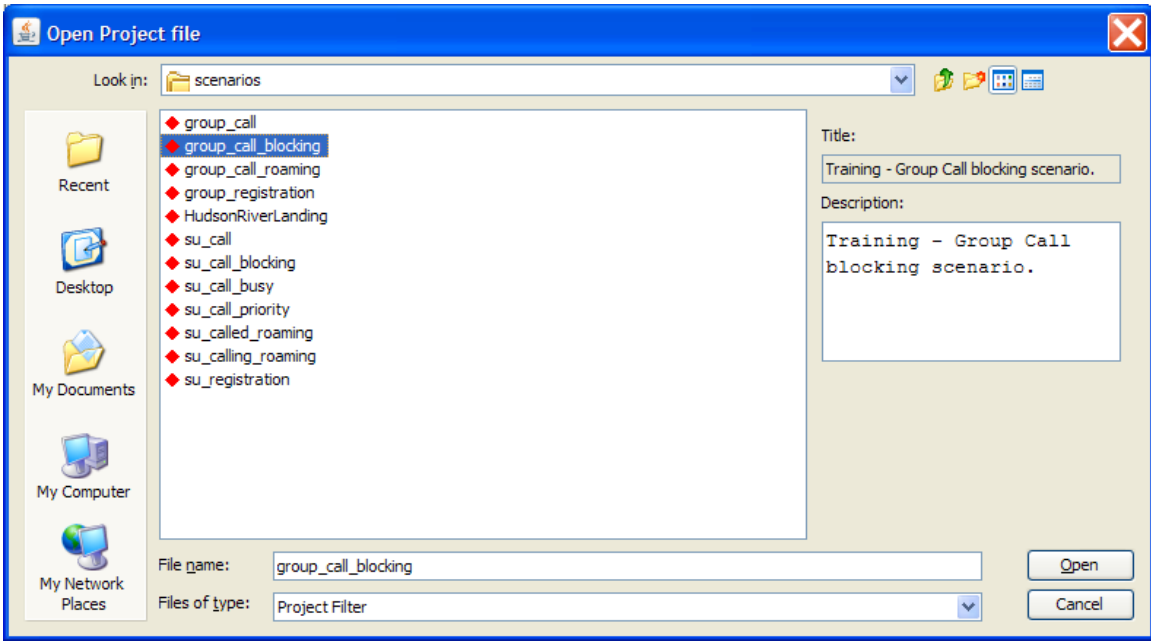 Open Project file
Look in:
scenarios
Recent
Desktop
My Documents
My Computer
My Network
Places
group_call
group_call_blocking
group_call_roaming
group_registration
HudsonRiverLanding
su_call
su_call_blocking
su_call_busy
su_call_priority
su_called_roaming
su_calling_roaming
su_registration
Title:
Training - Group Call blocking scenario.
Description:
Training - Group Call
blocking scenario.
File name:
group_call_blocking
Open
Files of type:
Project Filter
Cancel